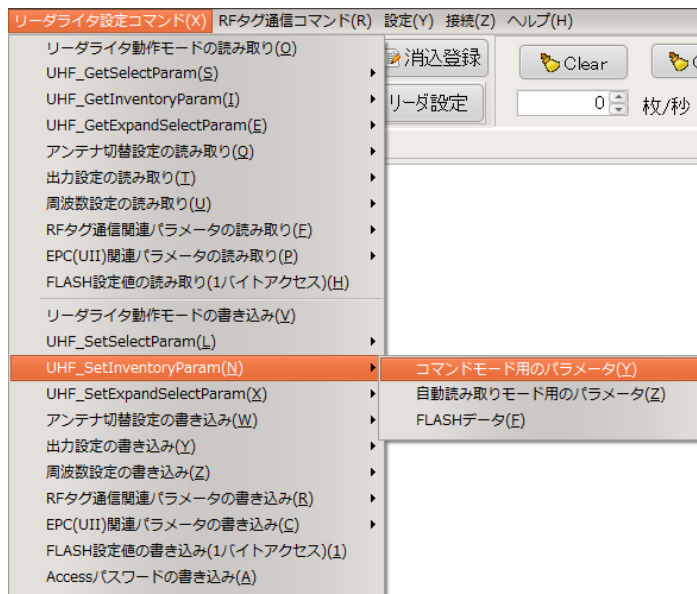 リーダライタ設定コマンド(X) RFタグ通信コマンド(R) 設定(Y) 接続(Z) ヘルプ(H)
リーダライタ動作モードの読み取り(O)
消込登録
Clear
UHF_GetSelectParam(S)
UHF_GetInventoryParam(I)
リーダ設定
0
枚/秒
UHF_GetExpandSelectParam(E)
アンテナ切替設定の読み取り(Q)
出力設定の読み取り(T)
周波数設定の読み取り(U)
RFタグ通信関連パラメータの読み取り(F)
EPC(UII)関連パラメータの読み取り(P)
FLASH設定値の読み取り(1バイトアクセス)(H)
リーダライタ動作モードの書き込み(V)
UHF_SetSelectParam(L)
UHF_SetInventoryParam(N)
コマンドモード用のパラメータ(Y)
UHF_SetExpandSelectParam(X)
自動読み取りモード用のパラメータ(Z)
アンテナ切替設定の書き込み(W)
FLASHデータ(F)
出力設定の書き込み(Y)
周波数設定の書き込み(Z)
RFタグ通信関連パラメータの書き込み(R)
EPC(UII)関連パラメータの書き込み(C)
FLASH設定値の書き込み(1バイトアクセス)(1)
Accessパスワードの書き込み(A)